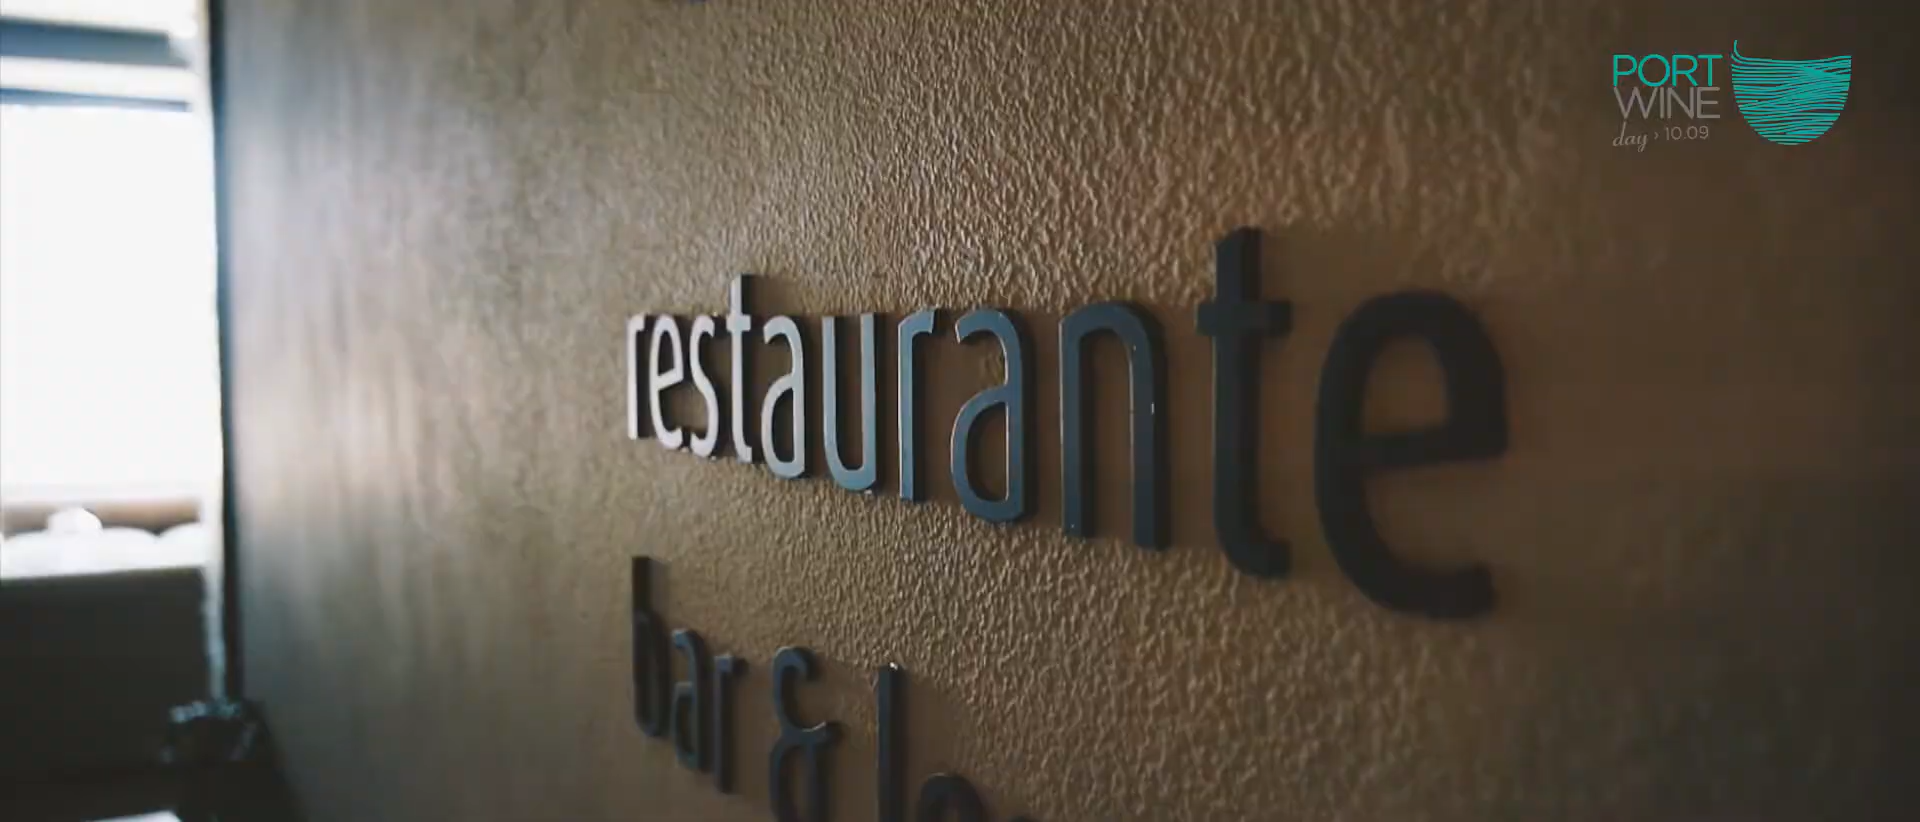 PORT
WINE
day › 10.09
restaurante
bar &